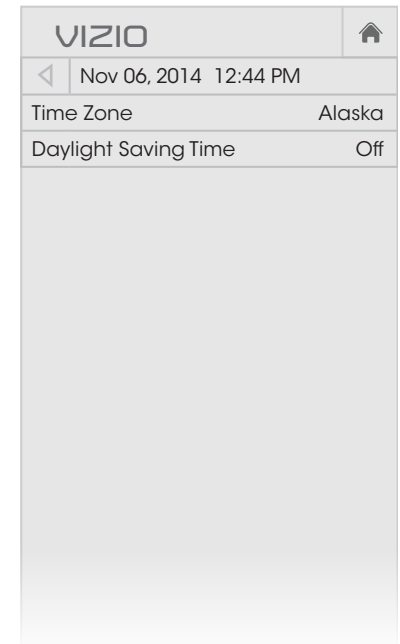 VIZIO
Nov 06, 2014 12:44 PM
Time Zone Alaska
Daylight Saving Time Off